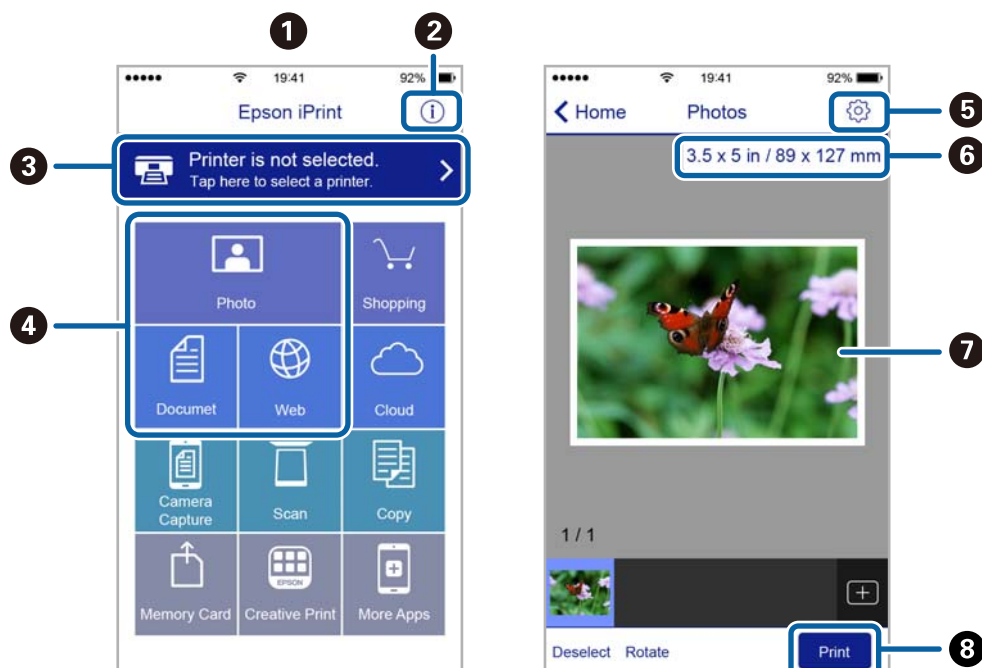 1
2
19:41
92%
Epson iPrint
i
3
Printer is not selected.
Tap here to select a printer.
4
Photo
Shopping
Documet
Web
Cloud
Camera
Capture
Scan
Copy
Memory Card
EPSON
Creative Print
More Apps
19:41
92%
Home
Photos
5
3.5 x 5 in / 89 x 127 mm
6
7
1 / 1
Deselect
Rotate
Print
8